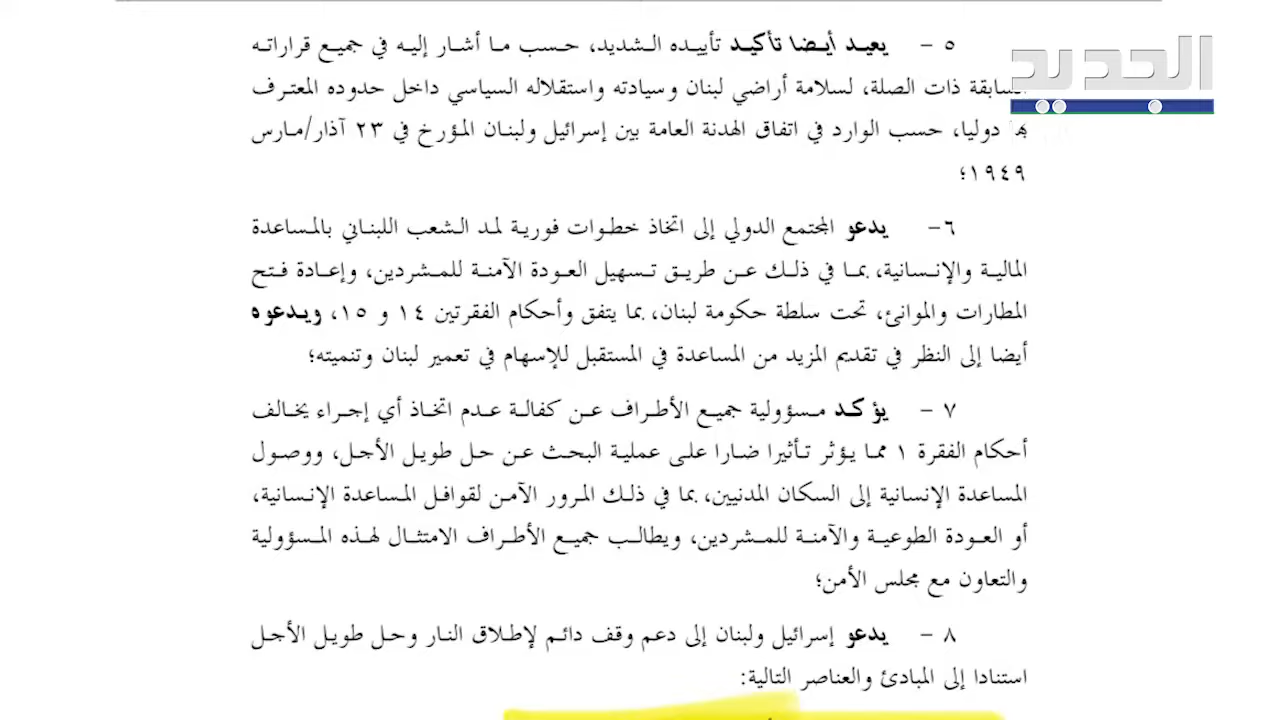 الجديد
٥ - يعيد أيضا تأكيد تأييده الشديد، حسب ما أشار إليه في جميع قراراته
السابقة ذات الصلة، لسلامة أراضي لبنان وسيادته واستقلاله السياسي داخل حدوده المعترف
بها دوليا، حسب الوارد في اتفاق الهدنة العامة بين إسرائيل ولبنان المؤرخ في ٢٣ آذار/مارس
١٩٤٩؛
٦- يدعو المجتمع الدولي إلى اتخاذ خطوات فورية لمد الشعب اللبناني بالمساعدة
المالية والإنسانية، بما في ذلك عن طريق تسهيل العودة الآمنة للمشردين، وإعادة فتح
المطارات والموانئ، تحت سلطة حكومة لبنان، بما يتفق وأحكام الفقرتين ١٤ و ١٥، ويدعوه
أيضا إلى النظر في تقديم المزيد من المساعدة في المستقبل للإسهام في تعمير لبنان وتنميته؛
٧ - يؤكد مسؤولية جميع الأطراف عن كفالة عدم اتخاذ أي إجراء يخالف
أحكام الفقرة ١ مما يؤثر تأثيرا ضارا على عملية البحث عن حل طويل الأجل، ووصول
المساعدة الإنسانية إلى السكان المدنيين، بما في ذلك المرور الآمن لقوافل المساعدة الإنسانية،
أو العودة الطوعية والآمنة للمشردين، ويطالب جميع الأطراف الامتثال لهذه المسؤولية
والتعاون مع مجلس الأمن؛
٨ - يدعو إسرائيل ولبنان إلى دعم وقف دائم لإطلاق النار وحل طويل الأجل
استنادا إلى المبادئ والعناصر التالية: